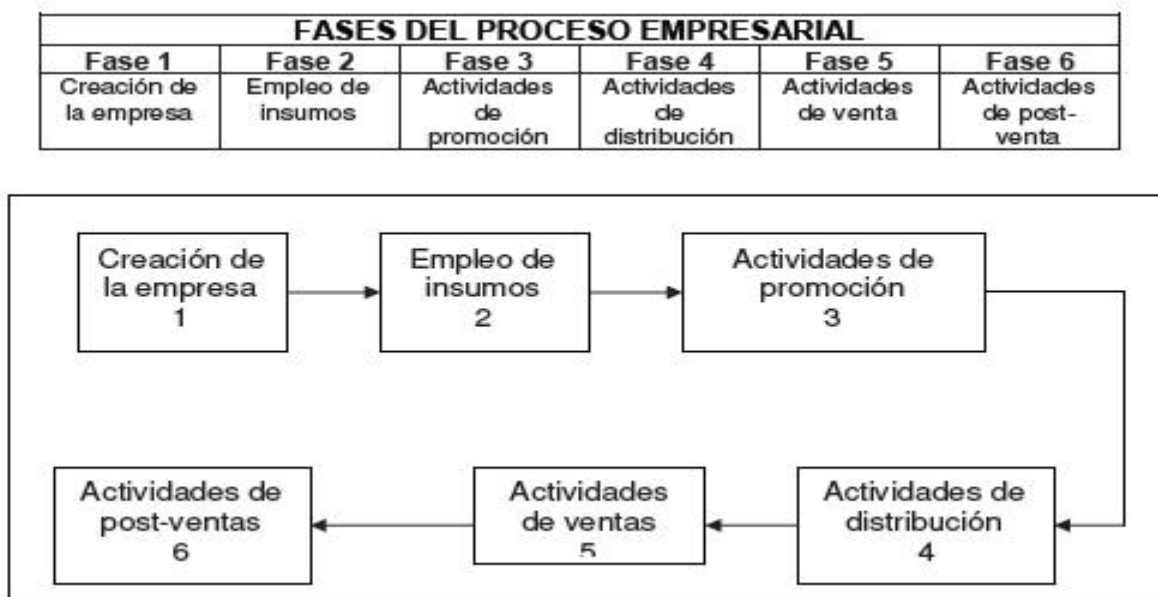 FASES DEL PROCESO EMPRESARIAL
Fase 1 Fase 2 Fase 3 Fase 4 Fase 5 Fase 6
Creación de la empresa
Empleo de insumos
Actividades de promoción
Actividades de distribución
Actividades de venta
Actividades de post-venta
Creación de
la empresa
1
Empleo de
insumos
2
Actividades de
promoción
3
Actividades de
post-ventas
6
Actividades
de ventas
5
Actividades de
distribución
4